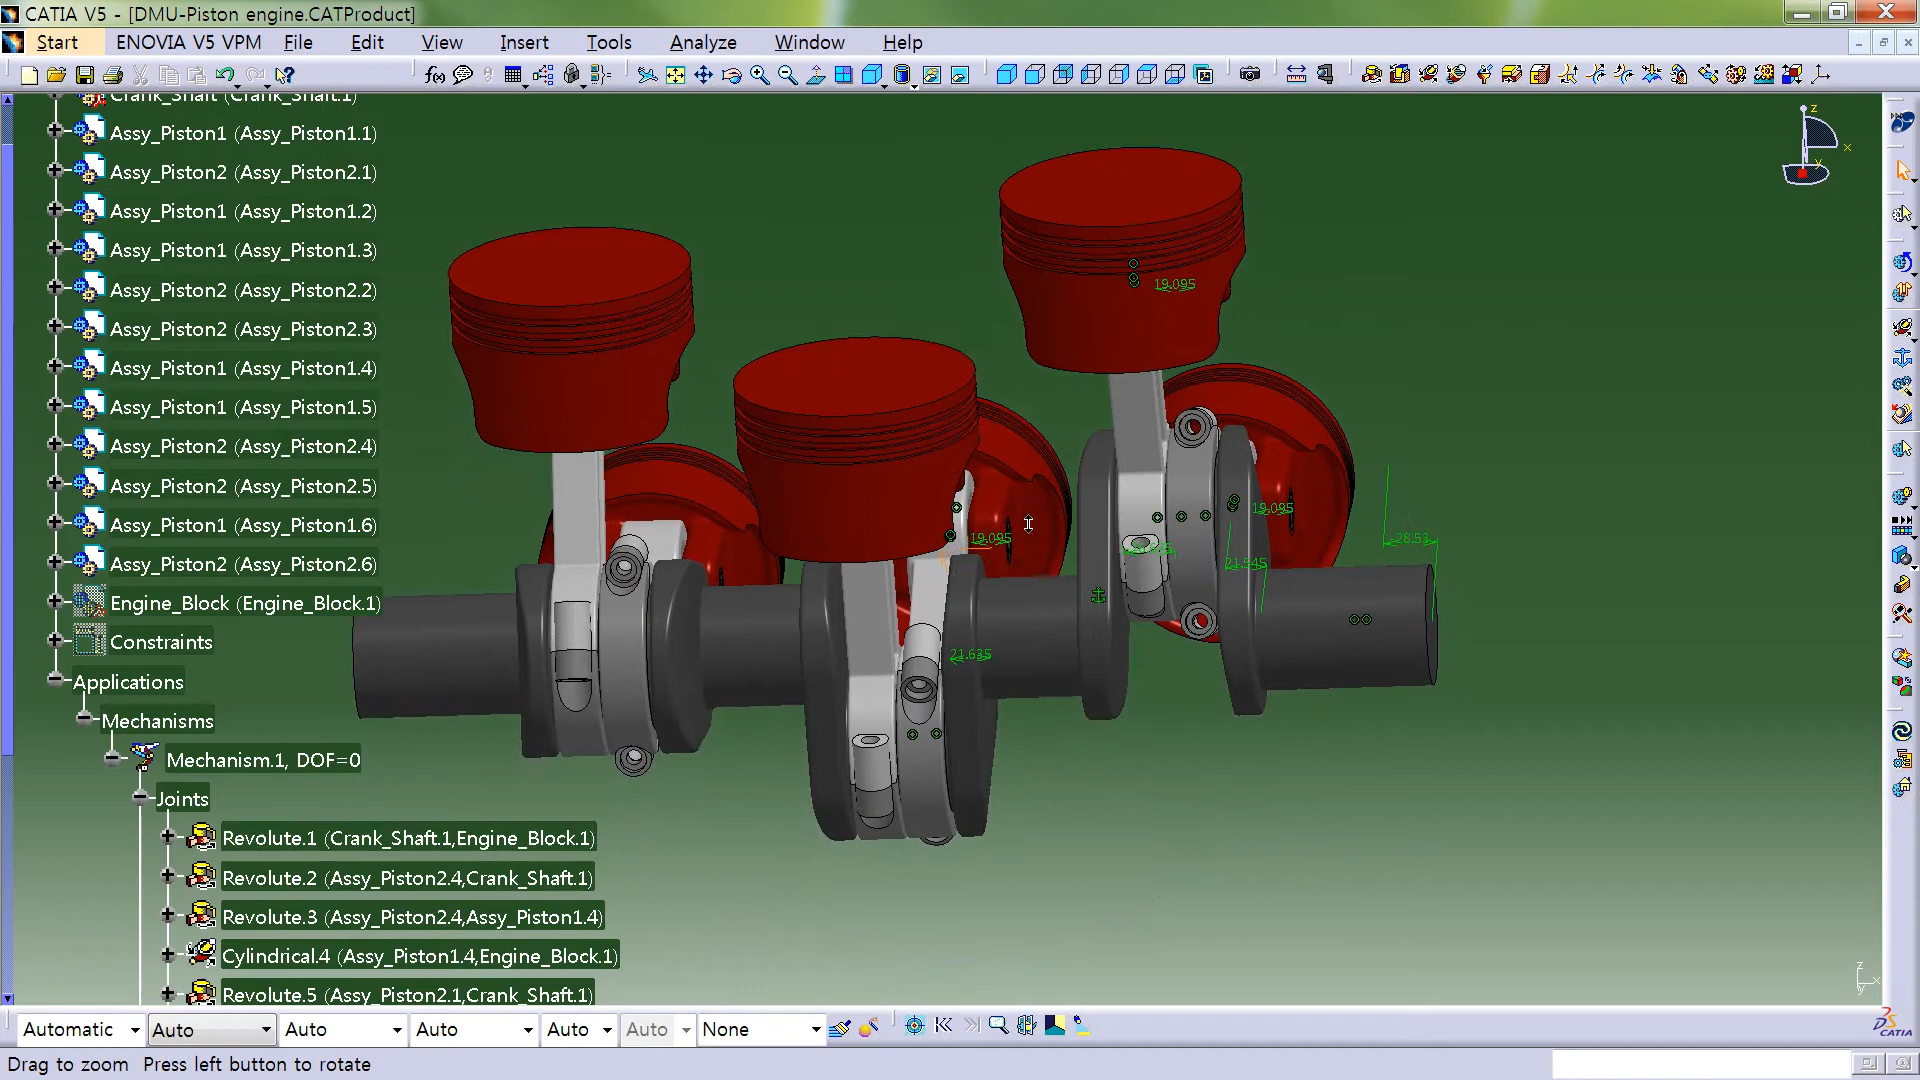 CATIA V5 - [DMU-Piston engine.CATProduct]
Start ENOVIA V5 VPM File Edit View Insert Tools Analyze Window Help
Crank_Shaft (Crank_Shaft.1)
Assy_Piston1 (Assy_Piston1.1)
Assy_Piston2 (Assy_Piston2.1)
Assy_Piston1 (Assy_Piston1.2)
Assy_Piston1 (Assy_Piston1.3)
Assy_Piston2 (Assy_Piston2.2)
Assy_Piston2 (Assy_Piston2.3)
Assy_Piston1 (Assy_Piston1.4)
Assy_Piston1 (Assy_Piston1.5)
Assy_Piston2 (Assy_Piston2.4)
Assy_Piston2 (Assy_Piston2.5)
Assy_Piston1 (Assy_Piston1.6)
Assy_Piston2 (Assy_Piston2.6)
Engine_Block (Engine_Block.1)
Constraints
Applications
Mechanisms
Mechanism.1, DOF=0
Joints
Revolute.1 (Crank_Shaft.1,Engine_Block.1)
Revolute.2 (Assy_Piston2.4,Crank_Shaft.1)
Revolute.3 (Assy_Piston2.4,Assy_Piston1.4)
Cylindrical.4 (Assy_Piston1.4,Engine_Block.1)
Revolute.5 (Assy_Piston2.1,Crank_Shaft.1)
19.095
19.095
19.095
28.53
21.545
21.635
z
x
y
z
x
y
Automatic Auto Auto Auto Auto Auto None
CATIA
Drag to zoom Press left button to rotate